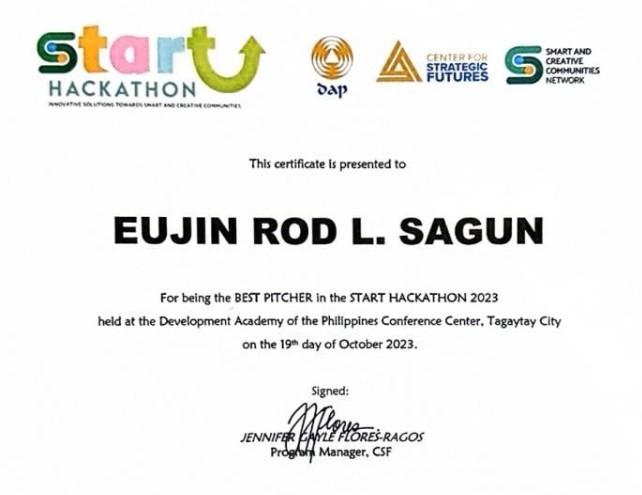 start
HACKATHON
INNOVATIVE SOLUTIONS TOWARDS SMART AND CREATIVE COMMUNITIES
dap
CENTER FOR
STRATEGIC
FUTURES
SMART AND
CREATIVE
COMMUNITIES
NETWORK
This certificate is presented to
EUJIN ROD L. SAGUN
For being the BEST PITCHER in the START HACKATHON 2023
held at the Development Academy of the Philippines Conference Center, Tagaytay City
on the 19th day of October 2023.
Signed:
JENNIFER GAYLE FLORES-RAGOS
Program Manager, CSF